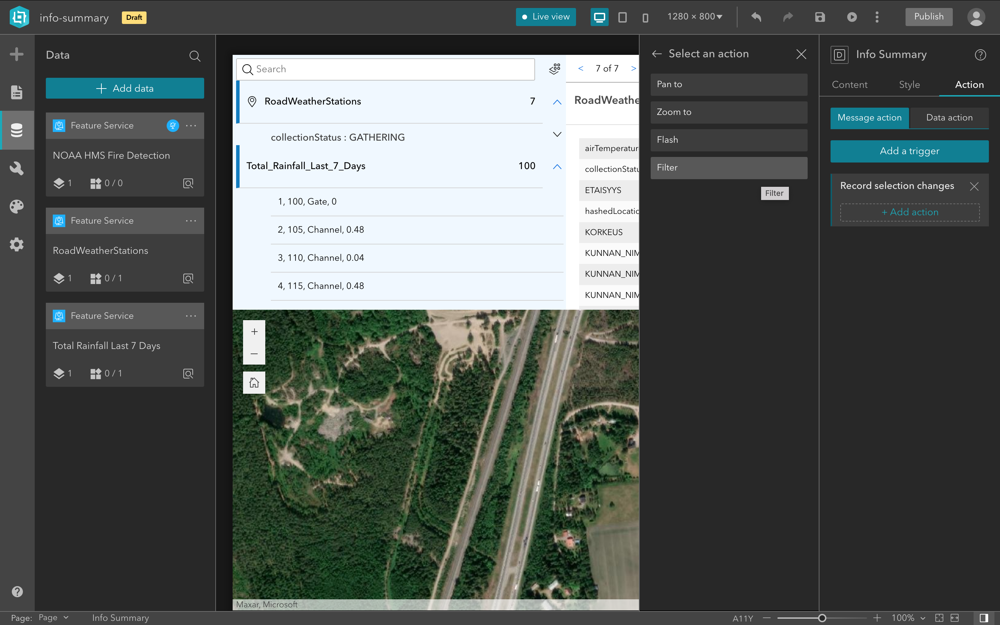 info-summary
Draft
Live view
1280 × 800
Publish
Data
Add data
Feature Service
NOAA HMS Fire Detection
1
0 / 0
Feature Service
RoadWeatherStations
1
0 / 1
Feature Service
Total Rainfall Last 7 Days
1
0 / 1
Search
RoadWeatherStations
7
collectionStatus : GATHERING
Total_Rainfall_Last_7_Days
100
1, 100, Gate, 0
2, 105, Channel, 0.48
3, 110, Channel, 0.04
4, 115, Channel, 0.48
< 7 of 7 >
RoadWeathe
airTemperatur
collectionStatu
ETAISYYS
hashedLocatio
KORKEUS
KUNNAN_NIM
KUNNAN_NIM
KUNNAN_NIM
Maxar, Microsoft
Select an action
Pan to
Zoom to
Flash
Filter
Filter
D
Info Summary
Content
Style
Action
Message action
Data action
Add a trigger
Record selection changes
+ Add action
Page: Page
Info Summary
A11Y
100%